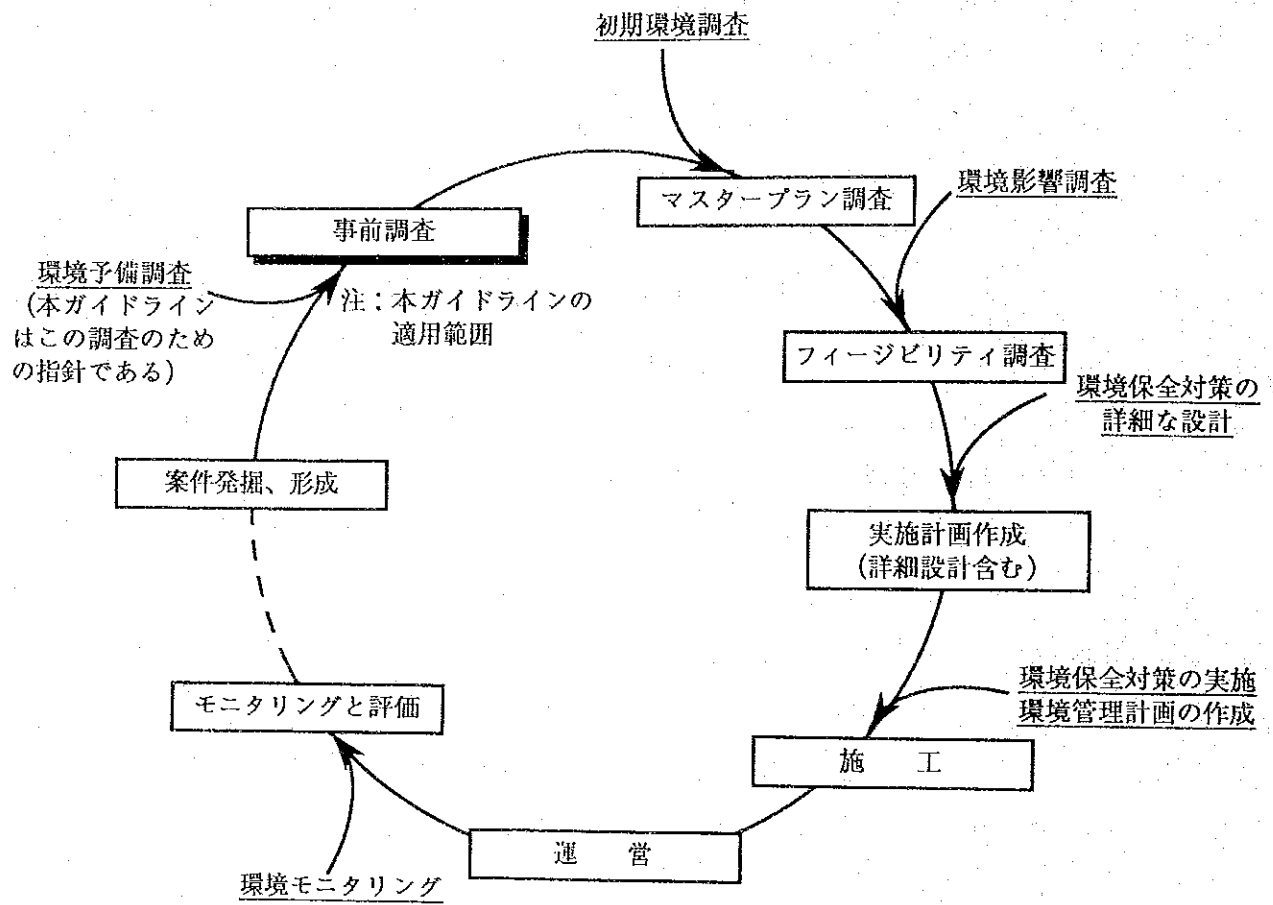 初期環境調査
マスタープラン調査
環境影響調査
事前調査
環境予備調査
(本ガイドライン
はこの調査のため
の指針である)
注:本ガイドラインの
適用範囲
フィージビリティ調査
環境保全対策の
詳細な設計
案件発掘、形成
実施計画作成
(詳細設計含む)
環境保全対策の実施
環境管理計画の作成
モニタリングと評価
施 工
運 営
環境モニタリング